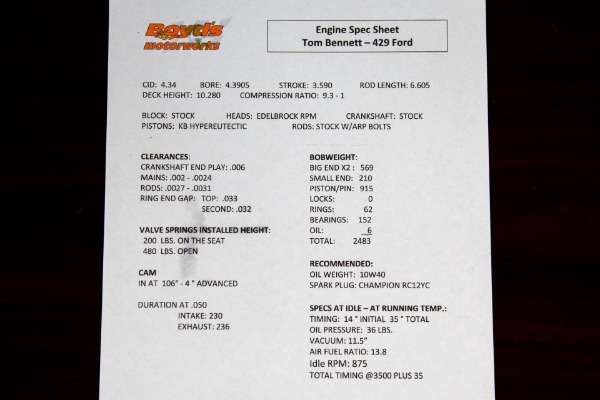 Boyd's
motorworks
Engine Spec Sheet
Tom Bennett – 429 Ford
CID: 4.34 BORE: 4.3905 STROKE: 3.590 ROD LENGTH: 6.605
DECK HEIGHT: 10.280 COMPRESSION RATIO: 9.3 - 1
BLOCK: STOCK HEADS: EDELBROCK RPM CRANKSHAFT: STOCK
PISTONS: KB HYPEREUTECTIC RODS: STOCK W/ARP BOLTS
CLEARANCES:
CRANKSHAFT END PLAY: .006
MAINS: .002 - .0024
RODS: .0027 - .0031
RING END GAP: TOP: .033
SECOND: .032
VALVE SPRINGS INSTALLED HEIGHT:
200 LBS. ON THE SEAT
480 LBS. OPEN
CAM
IN AT 106° - 4 ° ADVANCED
DURATION AT .050
INTAKE: 230
EXHAUST: 236
BOBWEIGHT:
BIG END X2 : 569
SMALL END: 210
PISTON/PIN: 915
LOCKS: 0
RINGS: 62
BEARINGS: 152
OIL: 6
TOTAL: 2483
RECOMMENDED:
OIL WEIGHT: 10W40
SPARK PLUG: CHAMPION RC12YC
SPECS AT IDLE – AT RUNNING TEMP.:
TIMING: 14 ° INITIAL 35 ° TOTAL
OIL PRESSURE: 36 LBS.
VACUUM: 11.5"
AIR FUEL RATIO: 13.8
Idle RPM: 875
TOTAL TIMING @3500 PLUS 35